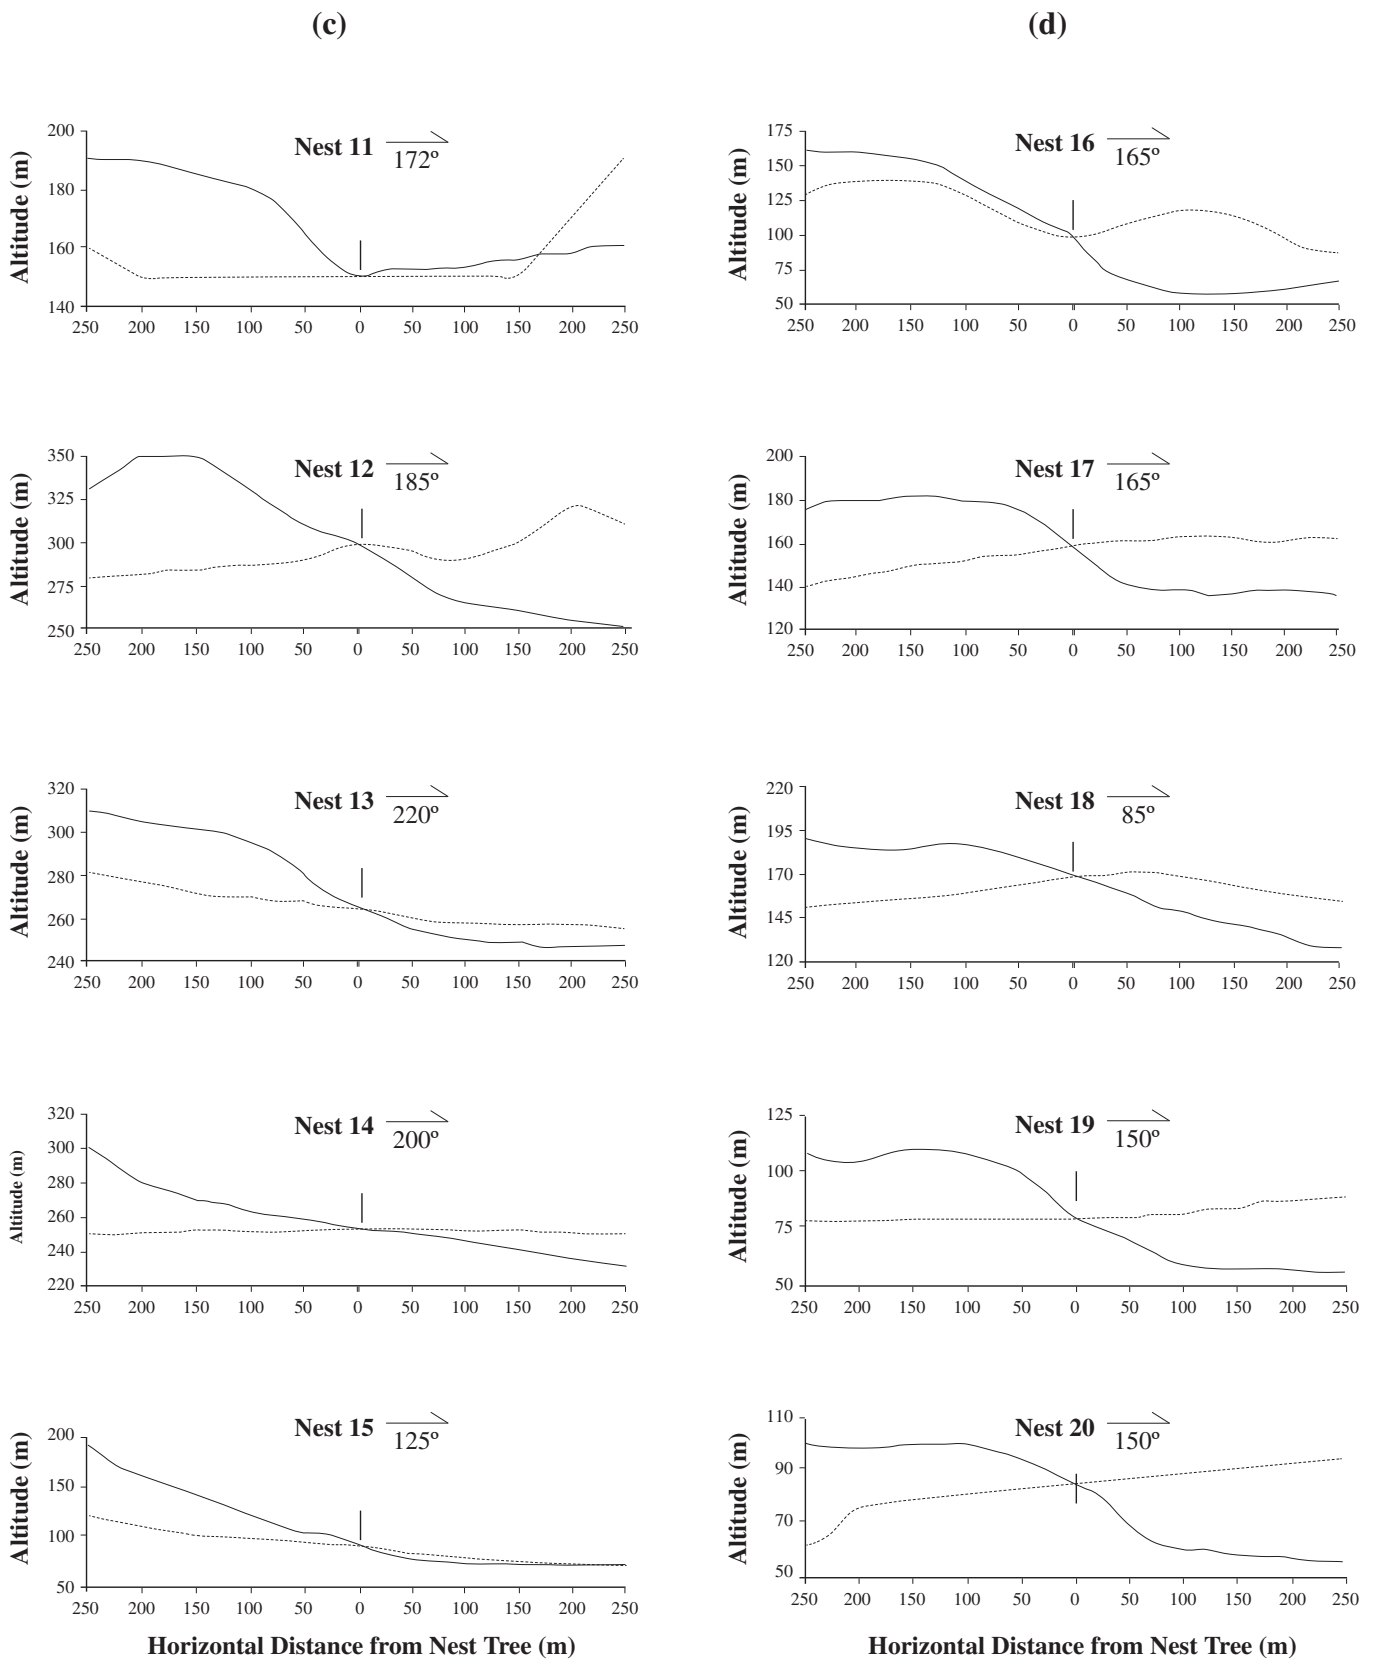 (c)
Nest 11
172º
Altitude (m)
200
180
160
140
250 200 150 100 50 0 50 100 150 200 250
Nest 12
185º
Altitude (m)
350
325
300
275
250
250 200 150 100 50 0 50 100 150 200 250
Nest 13
220º
Altitude (m)
320
300
280
260
240
250 200 150 100 50 0 50 100 150 200 250
Nest 14
200º
Altitude (m)
320
300
280
260
240
220
250 200 150 100 50 0 50 100 150 200 250
Nest 15
125º
Altitude (m)
200
150
100
50
250 200 150 100 50 0 50 100 150 200 250
Horizontal Distance from Nest Tree (m)
(d)
Nest 16
165º
Altitude (m)
175
150
125
100
75
50
250 200 150 100 50 0 50 100 150 200 250
Nest 17
165º
Altitude (m)
200
180
160
140
120
250 200 150 100 50 0 50 100 150 200 250
Nest 18
85º
Altitude (m)
220
195
170
145
120
250 200 150 100 50 0 50 100 150 200 250
Nest 19
150º
Altitude (m)
125
100
75
50
250 200 150 100 50 0 50 100 150 200 250
Nest 20
150º
Altitude (m)
110
90
70
50
250 200 150 100 50 0 50 100 150 200 250
Horizontal Distance from Nest Tree (m)